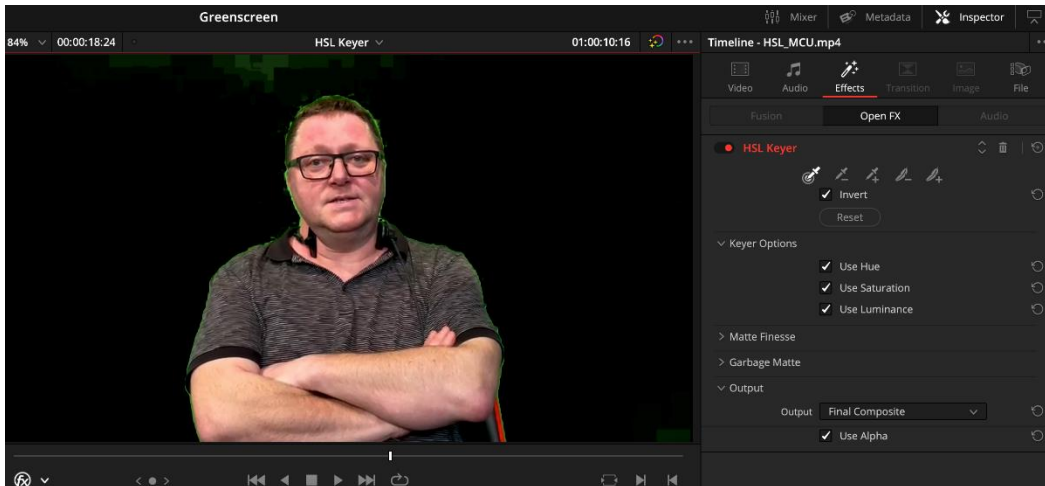 Greenscreen
Mixer Metadata Inspector
84% 00:00:18:24 HSL Keyer 01:00:10:16 Timeline - HSL_MCU.mp4
Video Audio Effects Transition Image File
Fusion Open FX Audio
HSL Keyer
Invert
Reset
Keyer Options
Use Hue
Use Saturation
Use Luminance
Matte Finesse
Garbage Matte
Output
Output Final Composite
Use Alpha
fx